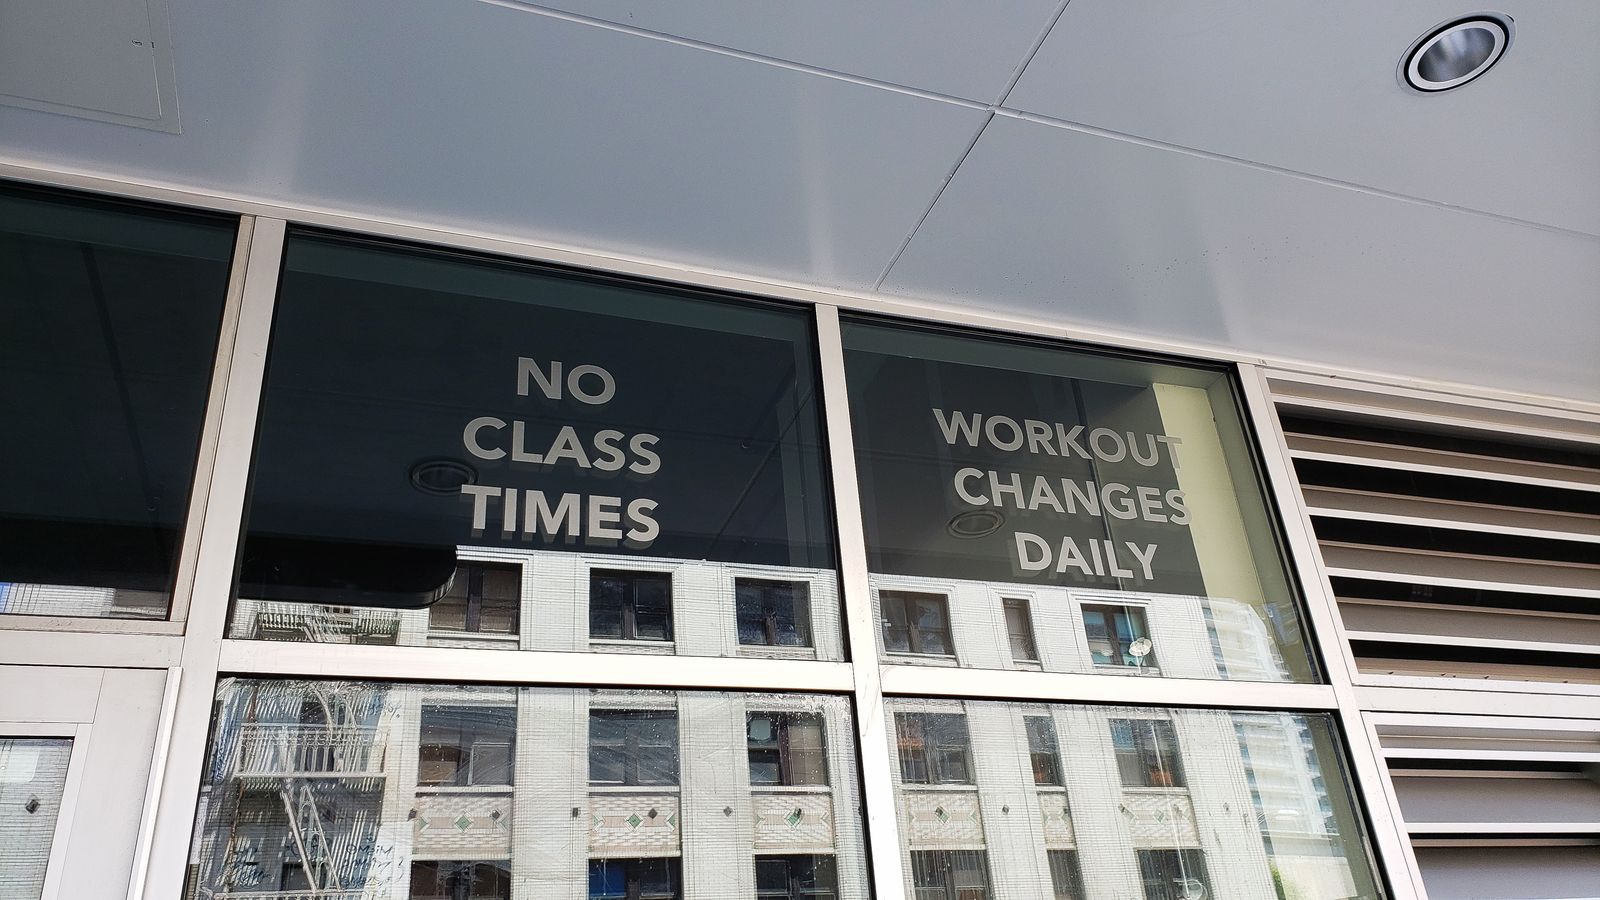 NO
CLASS
TIMES
WORKOUT
CHANGES
DAILY